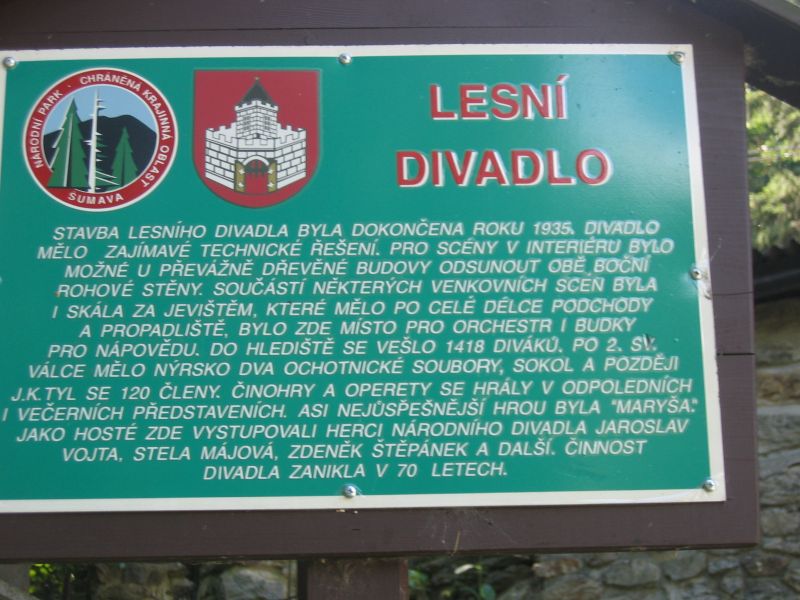 NÁRODNÍ PARK · CHRÁNĚNÁ KRAJINNÁ OBLAST
ŠUMAVA
LESNÍ
DIVADLO
STAVBA LESNÍHO DIVADLA BYLA DOKONČENA ROKU 1935. DIVADLO
MĚLO ZAJÍMAVÉ TECHNICKÉ ŘEŠENÍ. PRO SCÉNY V INTERIÉRU BYLO
MOŽNÉ U PŘEVÁŽNĚ DŘEVĚNÉ BUDOVY ODSUNOUT OBĚ BOČNÍ
ROHOVÉ STĚNY. SOUČÁSTÍ NĚKTERÝCH VENKOVNÍCH SCÉN BYLA
I SKÁLA ZA JEVIŠTĚM, KTERÉ MĚLO PO CELÉ DÉLCE PODCHODY
A PROPADLIŠTĚ, BYLO ZDE MÍSTO PRO ORCHESTR I BUDKY
PRO NÁPOVĚDU. DO HLEDIŠTĚ SE VEŠLO 1418 DIVÁKŮ. PO 2. SV.
VÁLCE MĚLO NÝRSKO DVA OCHOTNICKÉ SOUBORY, SOKOL A POZDĚJI
J.K.TYL SE 120 ČLENY. ČINOHRY A OPERETY SE HRÁLY V ODPOLEDNÍCH
I VEČERNÍCH PŘEDSTAVENÍCH. ASI NEJÚSPEŠNĚJŠÍ HROU BYLA "MARYŠA."
JAKO HOSTÉ ZDE VYSTUPOVALI HERCI NÁRODNÍHO DIVADLA JAROSLAV
VOJTA, STELA MÁJOVÁ, ZDENĚK ŠTĚPÁNEK A DALŠÍ. ČINNOST
DIVADLA ZANIKLA V 70 LETECH.